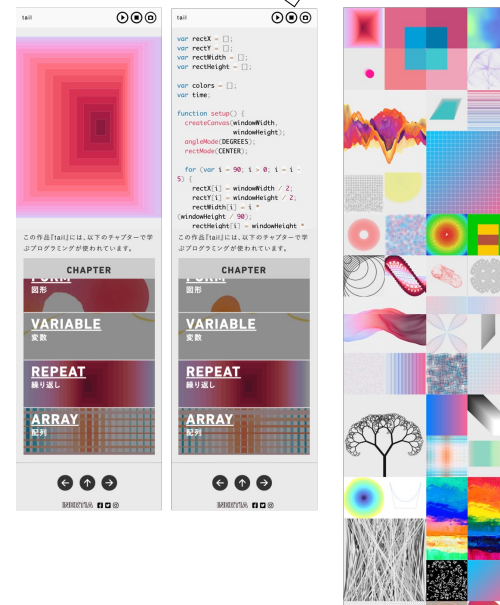 tail
この作品『tail』には、以下のチャプターで学
ぶプログラミングが使われています。
CHAPTER
FORM
図形
VARIABLE
変数
REPEAT
繰り返し
ARRAY
配列
INERTIA
tail
var rectX = [];
var rectY = [];
var rectWidth = [];
var rectHeight = [];
var colors = [];
var time;
function setup() {
createCanvas(windowWidth,
windowHeight);
angleMode(DEGREES);
rectMode(CENTER);
for (var i = 90; i > 0; i = i -
5) {
rectX[i] = windowWidth / 2;
rectY[i] = windowHeight / 2;
rectWidth[i] = i *
(windowHeight / 90);
rectHeight[i] = windowHeight *
この作品『tail』には、以下のチャプターで学
ぶプログラミングが使われています。
CHAPTER
FORM
図形
VARIABLE
変数
REPEAT
繰り返し
ARRAY
配列
INERTIA